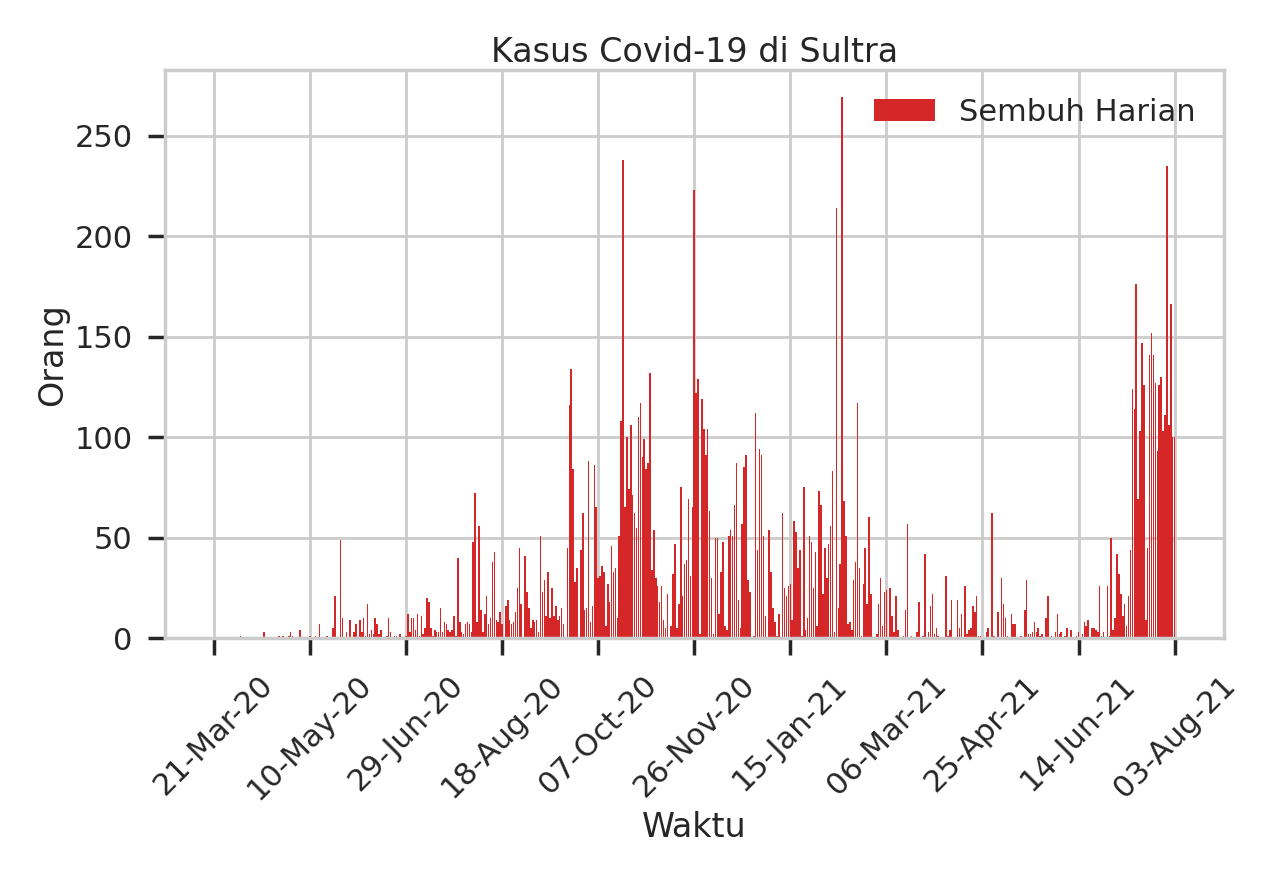 Kasus Covid-19 di Sultra
Sembuh Harian
Orang
250
200
150
100
50
0
21-Mar-20
10-May-20
29-Jun-20
18-Aug-20
07-Oct-20
26-Nov-20
15-Jan-21
06-Mar-21
25-Apr-21
14-Jun-21
03-Aug-21
Waktu